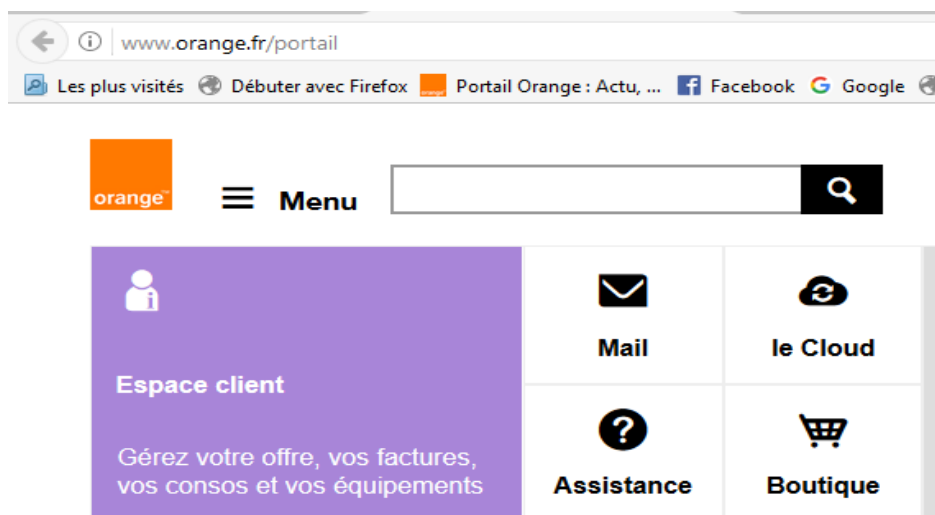 www.orange.fr/portail
Les plus visités Débuter avec Firefox Portail Orange : Actu, ... Facebook Google
orange™
Menu
Mail
le Cloud
Espace client
Gérez votre offre, vos factures,
vos consos et vos équipements
Assistance
Boutique